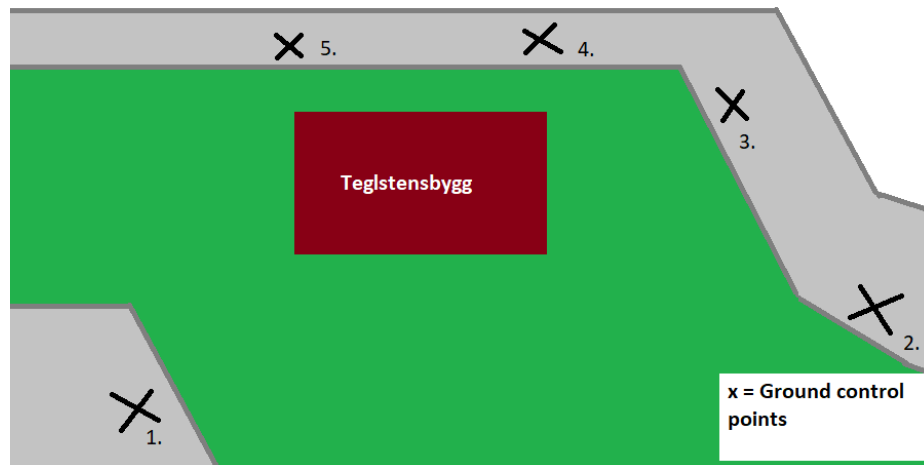 5.
4.
3.
Teglstensbygg
2.
x = Ground control
points
1.